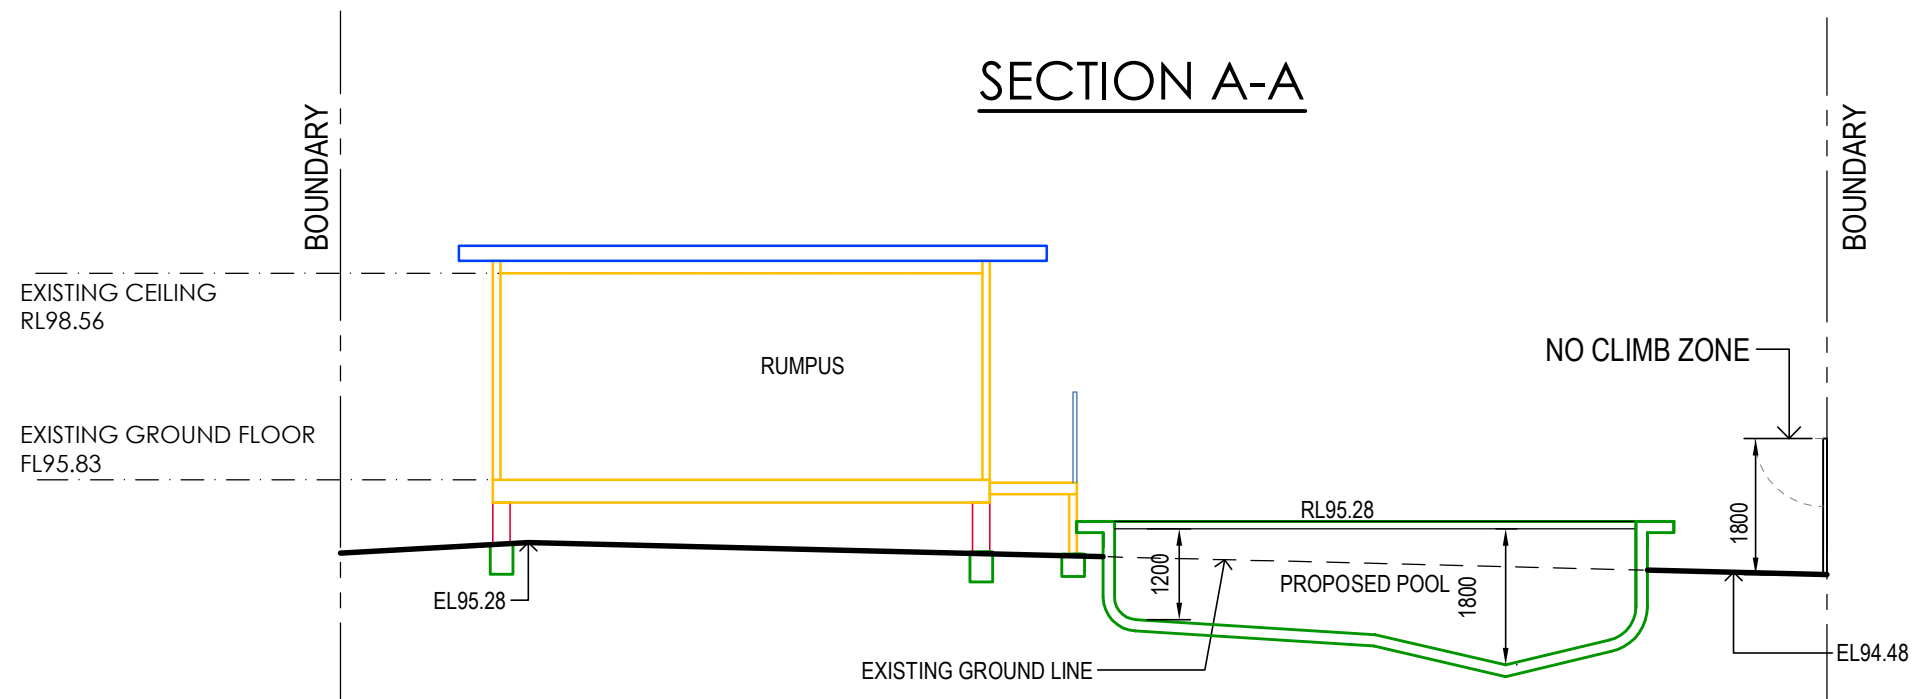 SECTION A-A
BOUNDARY
BOUNDARY
EXISTING CEILING
RL98.56
RUMPUS
NO CLIMB ZONE
EXISTING GROUND FLOOR
FL95.83
RL95.28
1800
1200
PROPOSED POOL
1800
EL95.28
EXISTING GROUND LINE
EL94.48